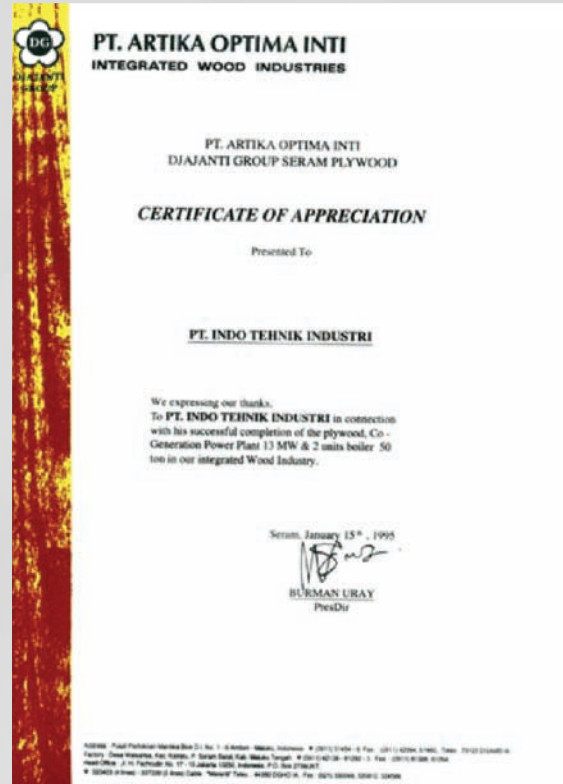 DG
DJAJANTI
GROUP
PT. ARTIKA OPTIMA INTI
INTEGRATED WOOD INDUSTRIES
PT. ARTIKA OPTIMA INTI
DJAJANTI GROUP SERAM PLYWOOD
CERTIFICATE OF APPRECIATION
Presented To
PT. INDO TEHNIK INDUSTRI
We expressing our thanks.
To PT. INDO TEHNIK INDUSTRI in connection
with his successful completion of the plywood, Co -
Generation Power Plant 13 MW & 2 units boiler 50
ton in our integrated Wood Industry.
Seram, January 15th, 1995
BURMAN URAY
PresDir